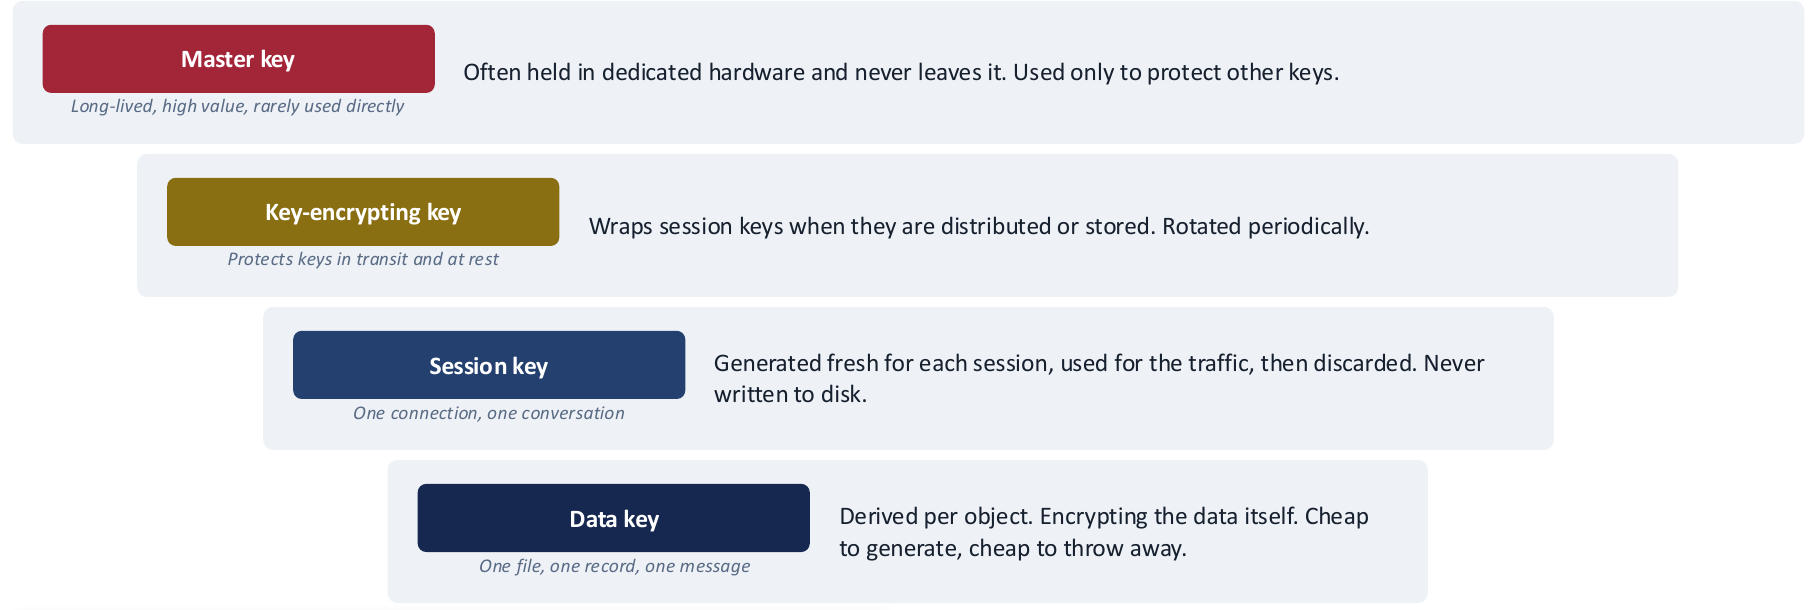 Master key
Often held in dedicated hardware and never leaves it. Used only to protect other keys.
Long-lived, high value, rarely used directly
Key-encrypting key
Wraps session keys when they are distributed or stored. Rotated periodically.
Protects keys in transit and at rest
Session key
Generated fresh for each session, used for the traffic, then discarded. Never
written to disk.
One connection, one conversation
Data key
Derived per object. Encrypting the data itself. Cheap
to generate, cheap to throw away.
One file, one record, one message